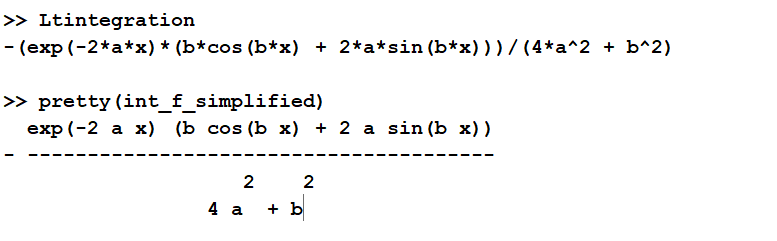 >> Ltintegration
-(exp(-2*a*x)*(b*cos(b*x) + 2*a*sin(b*x)))/(4*a^2 + b^2)
>> pretty(int_f_simplified)
  exp(-2 a x) (b cos(b x) + 2 a sin(b x))
- ---------------------------------------
                    2    2
                 4 a  + b